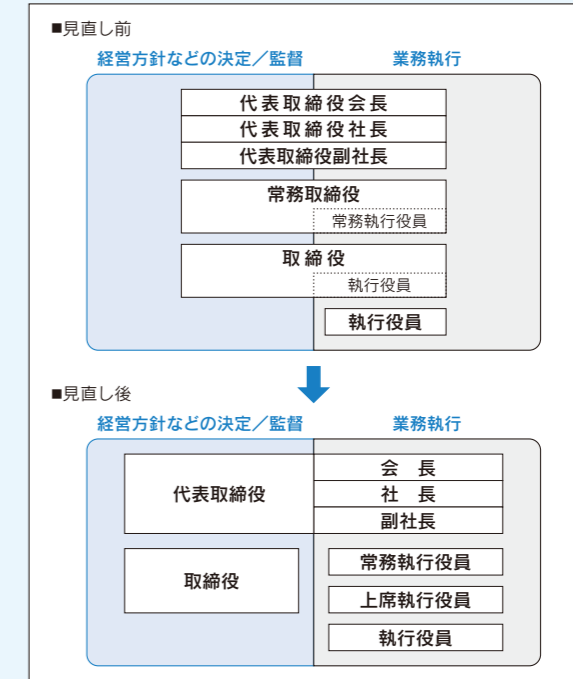 ■見直し前
経営方針などの決定／監督 業務執行
代表取締役会長
代表取締役社長
代表取締役副社長
常務取締役
常務執行役員
取締役
執行役員
執行役員
■見直し後
経営方針などの決定／監督 業務執行
代表取締役
会長
社長
副社長
取締役
常務執行役員
上席執行役員
執行役員